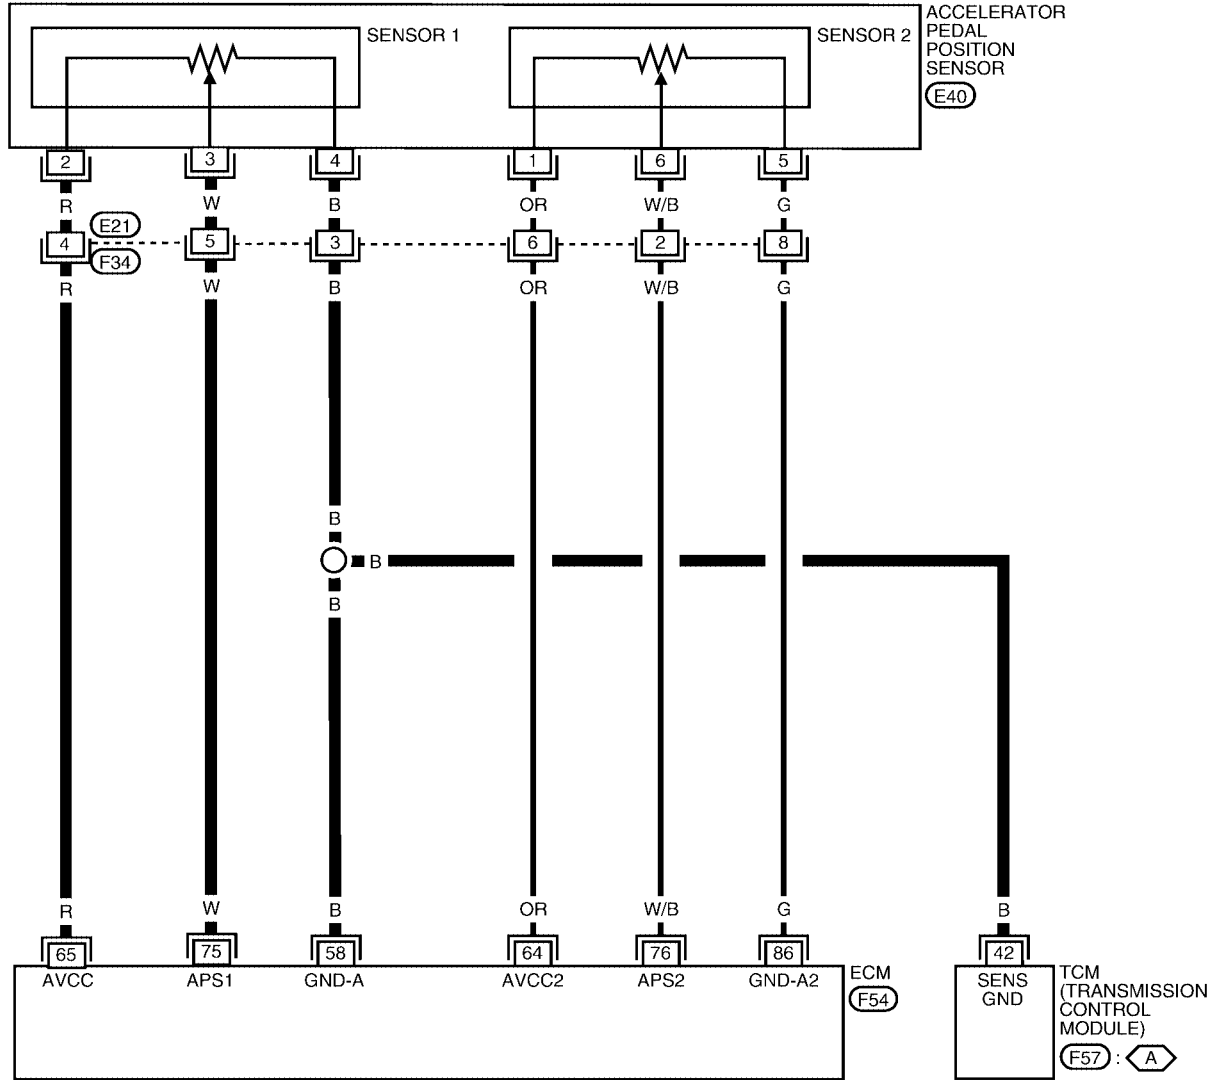 SENSOR 1
SENSOR 2
ACCELERATOR
PEDAL
POSITION
SENSOR
E40
2 3 4 1 6 5
R W B OR W/B G
E21
4 5 3 6 2 8
F34
R W B OR W/B G
B
B
B
R W B OR W/B G B
65 75 58 64 76 86 42
AVCC APS1 GND-A AVCC2 APS2 GND-A2
ECM
F54
SENS
GND
TCM
(TRANSMISSION
CONTROL
MODULE)
F57 : A